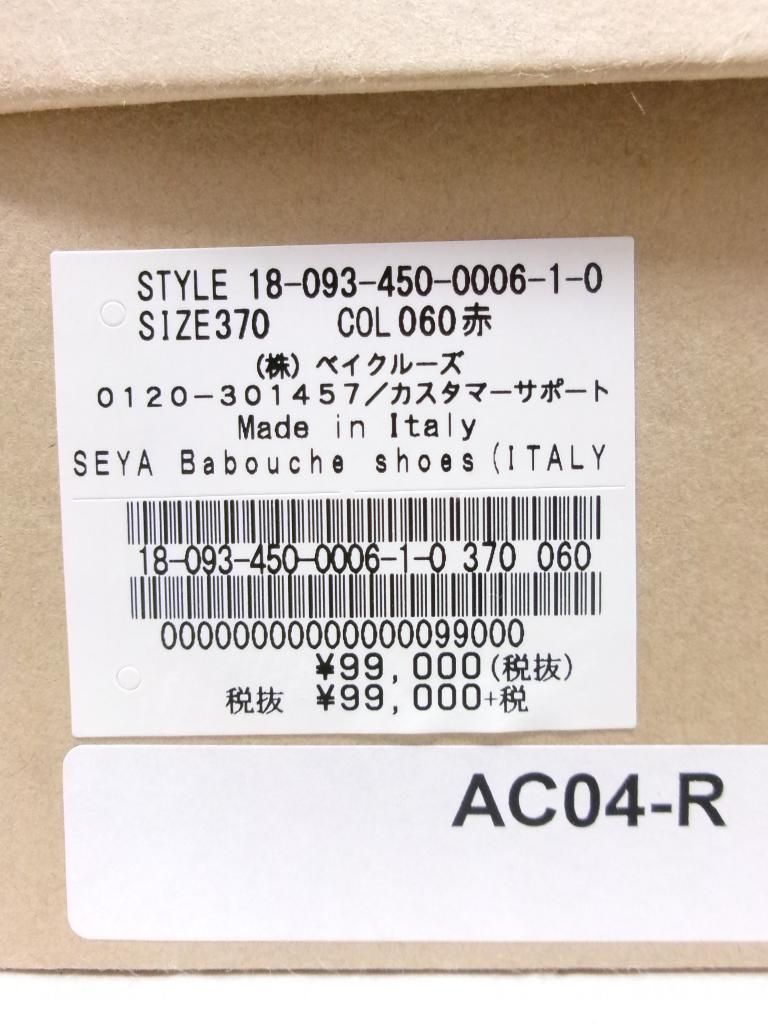 STYLE 18-093-450-0006-1-0
SIZE370 COL060赤
(株) ベイクルーズ
0120-301457/カスタマーサポート
Made in Italy
SEYA Babouche shoes(ITALY
18-093-450-0006-1-0 370 060
00000000000000099000
¥99,000(税抜)
税抜 ¥99,000+税
AC04-R